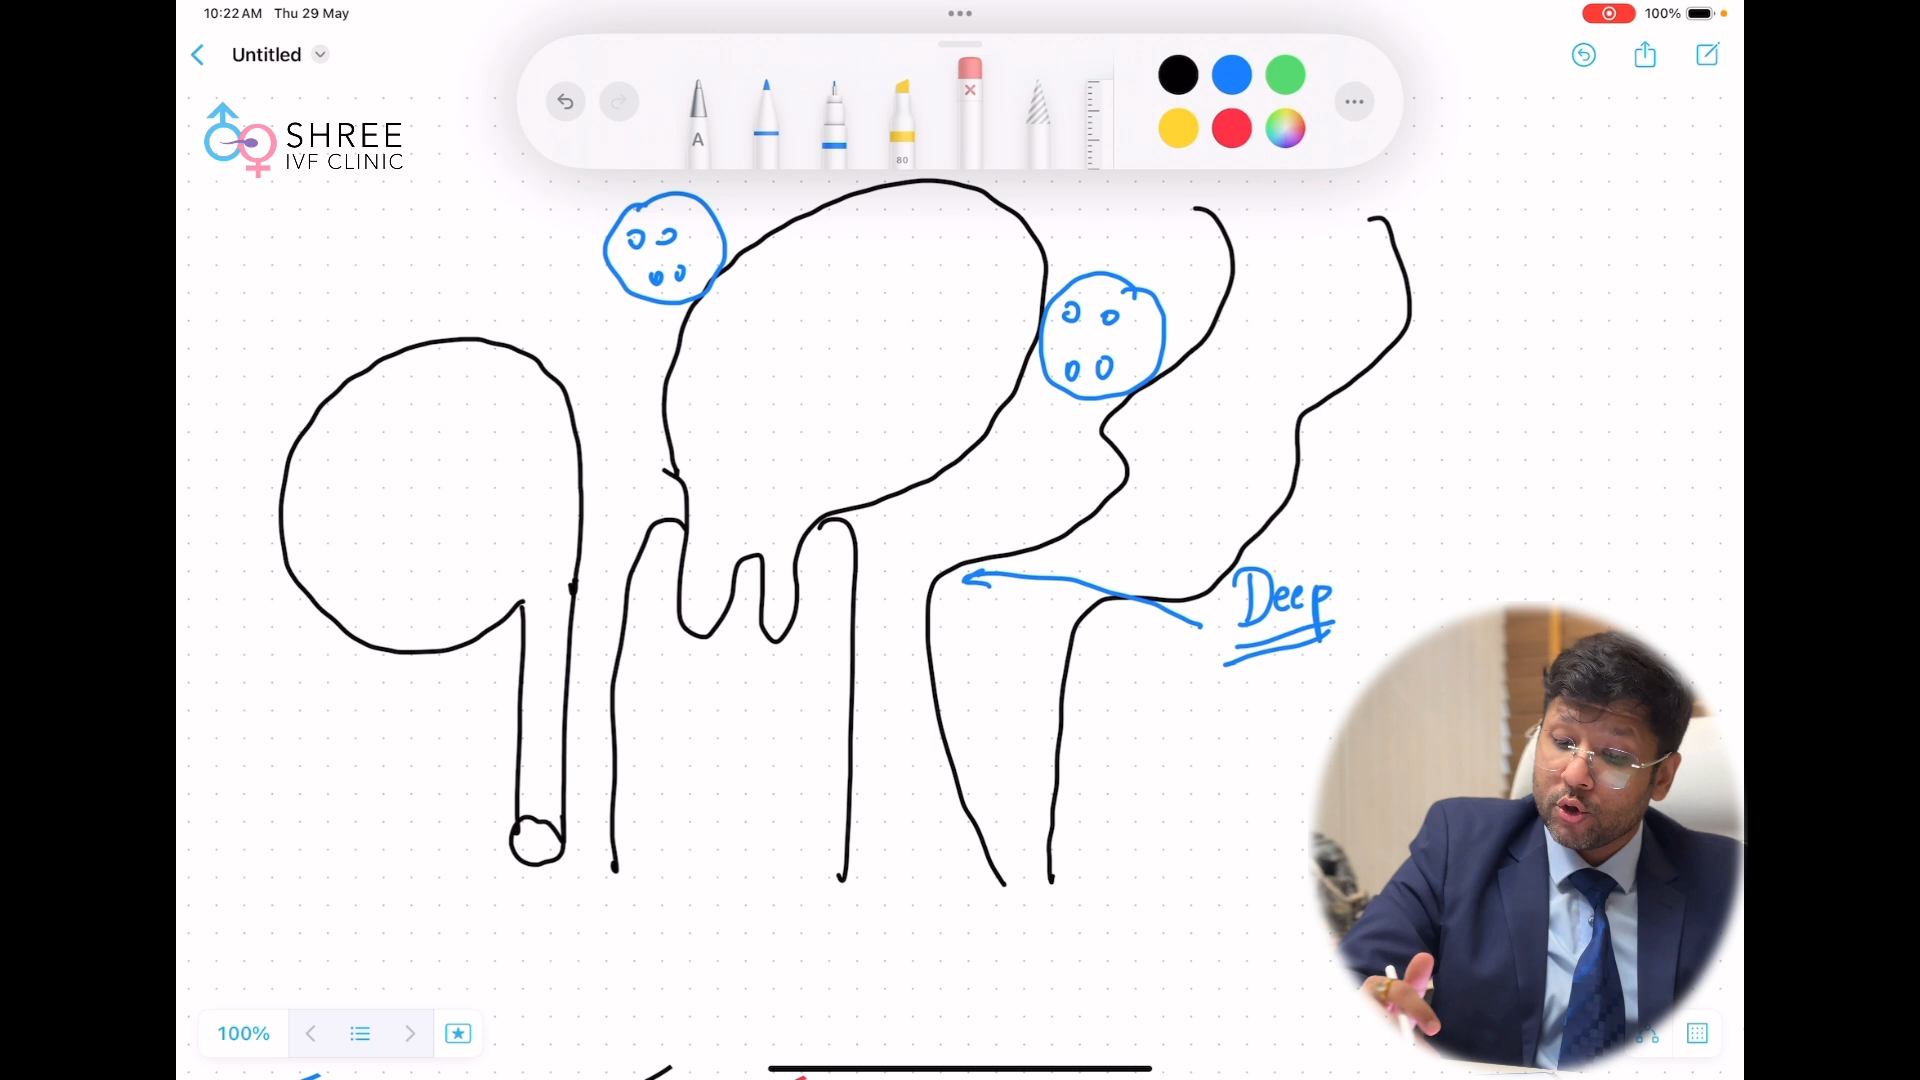 10:22 AM Thu 29 May
100%
Untitled
A
80
SHREE
IVF CLINIC
Deep
100%